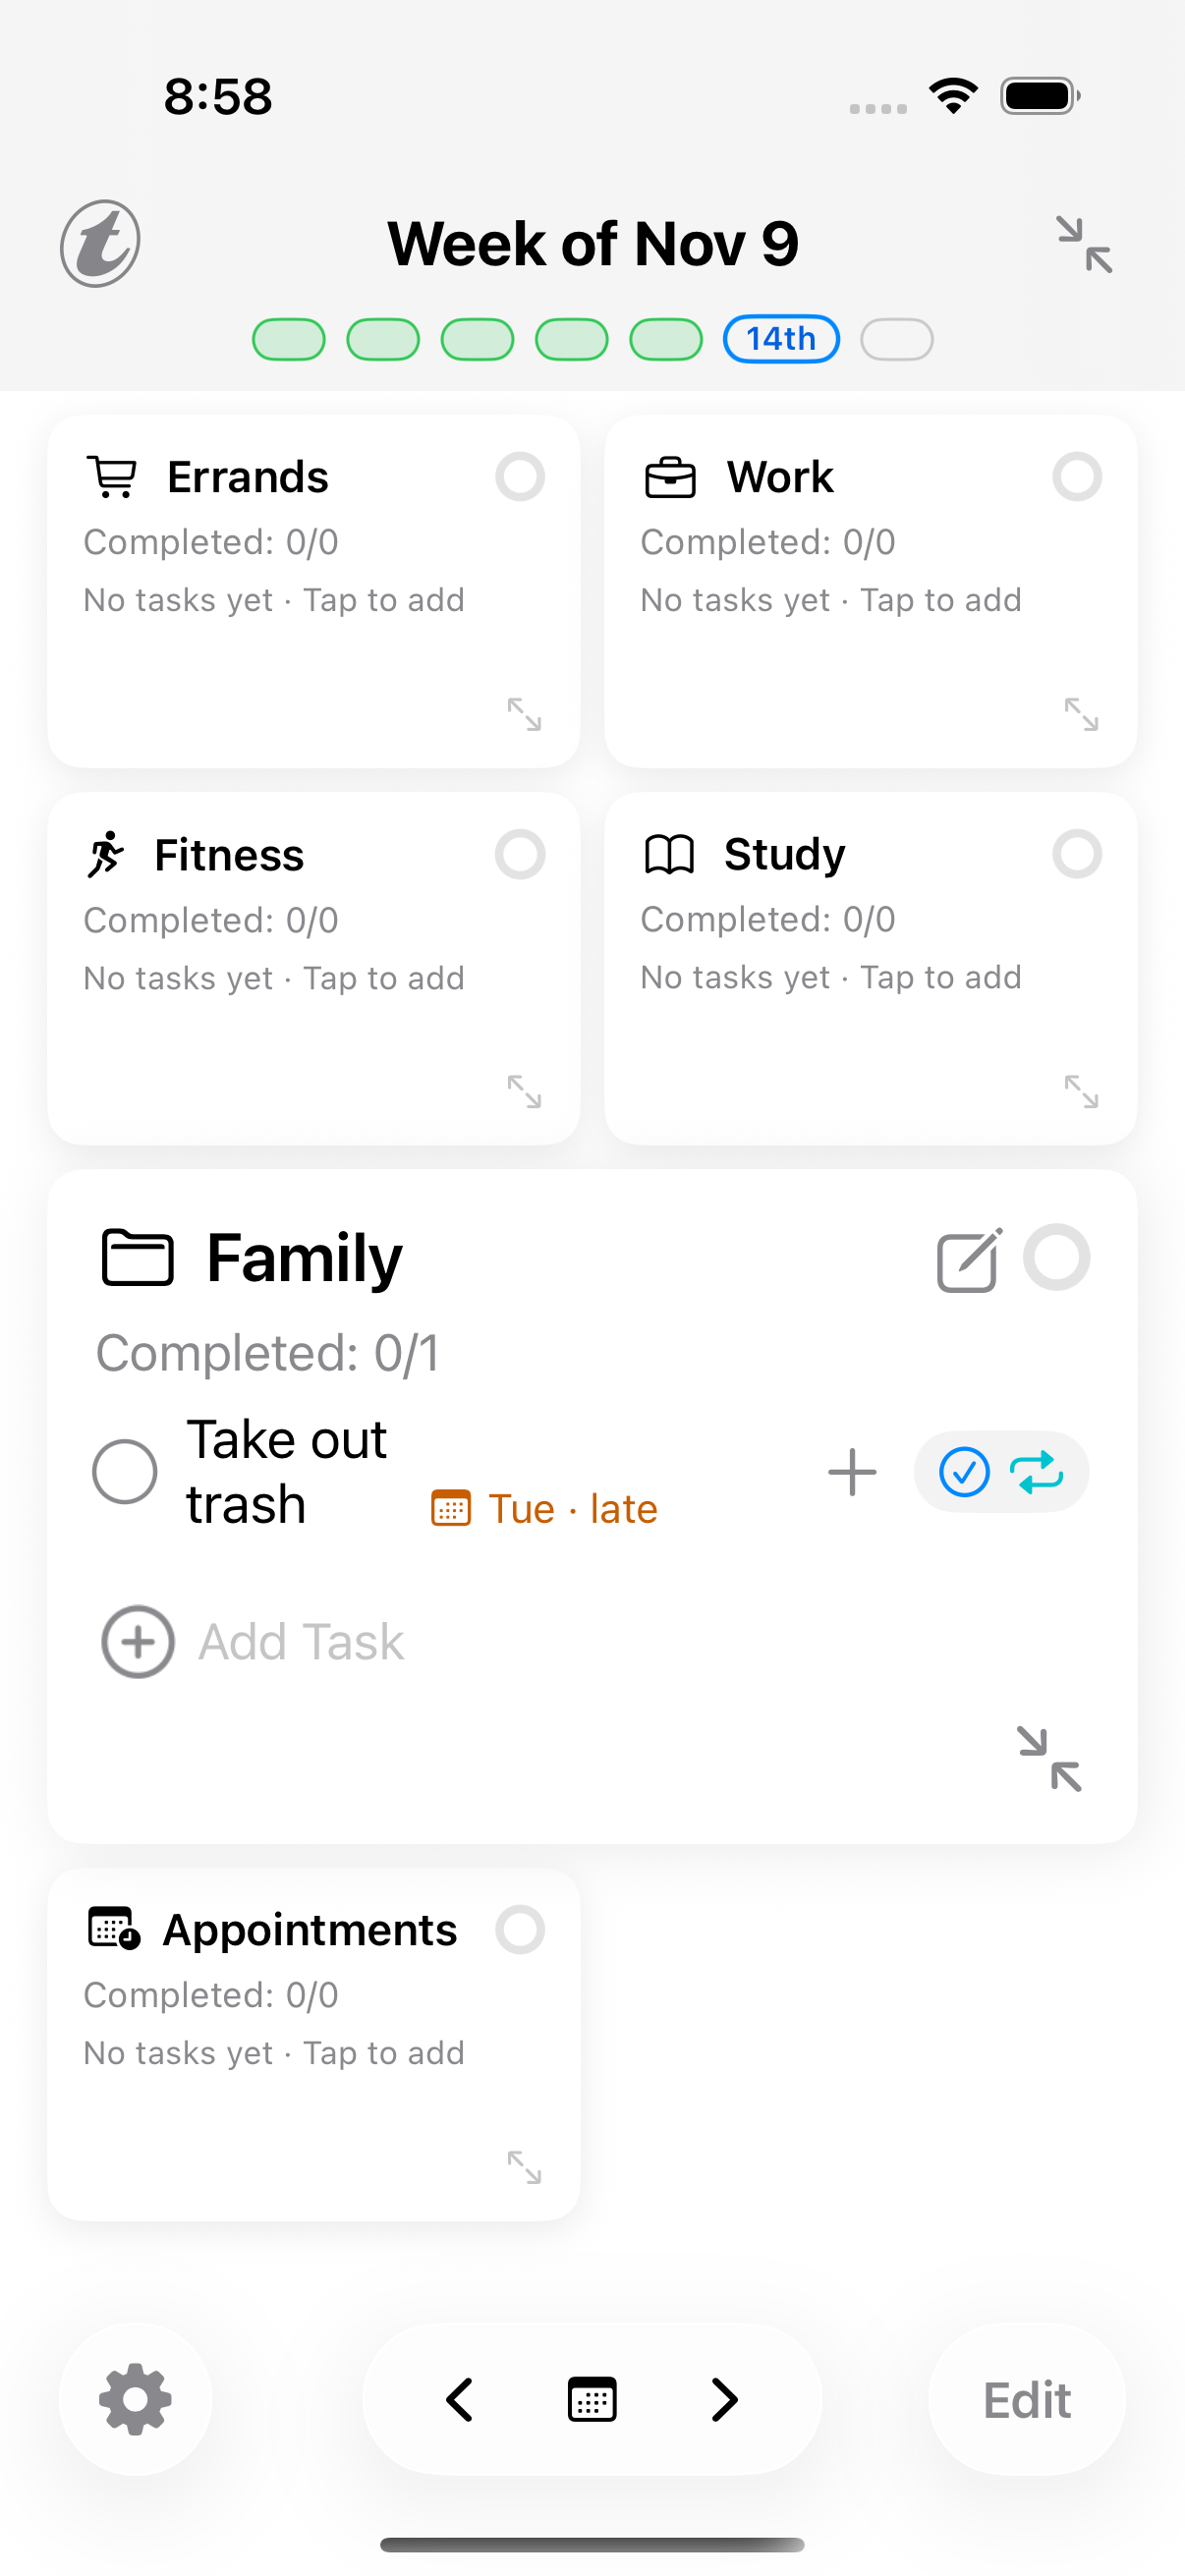 8:58
t
Week of Nov 9
14th
Errands
Completed: 0/0
No tasks yet · Tap to add
Work
Completed: 0/0
No tasks yet · Tap to add
Fitness
Completed: 0/0
No tasks yet · Tap to add
Study
Completed: 0/0
No tasks yet · Tap to add
Family
Completed: 0/1
Take out
trash
Tue · late
Add Task
Appointments
Completed: 0/0
No tasks yet · Tap to add
Edit